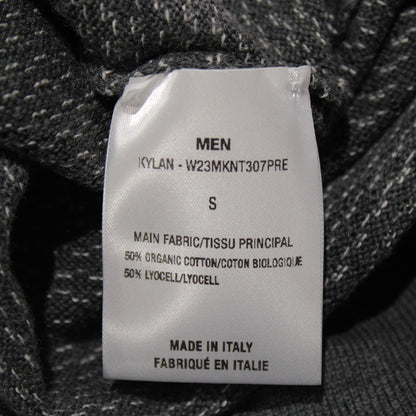 MEN
KYLAN - W23MKNT307PRE
S
MAIN FABRIC/TISSU PRINCIPAL
50% ORGANIC COTTON/COTON BIOLOGIQUE
50% LYOCELL/LYOCELL
MADE IN ITALY
FABRIQUÉ EN ITALIE